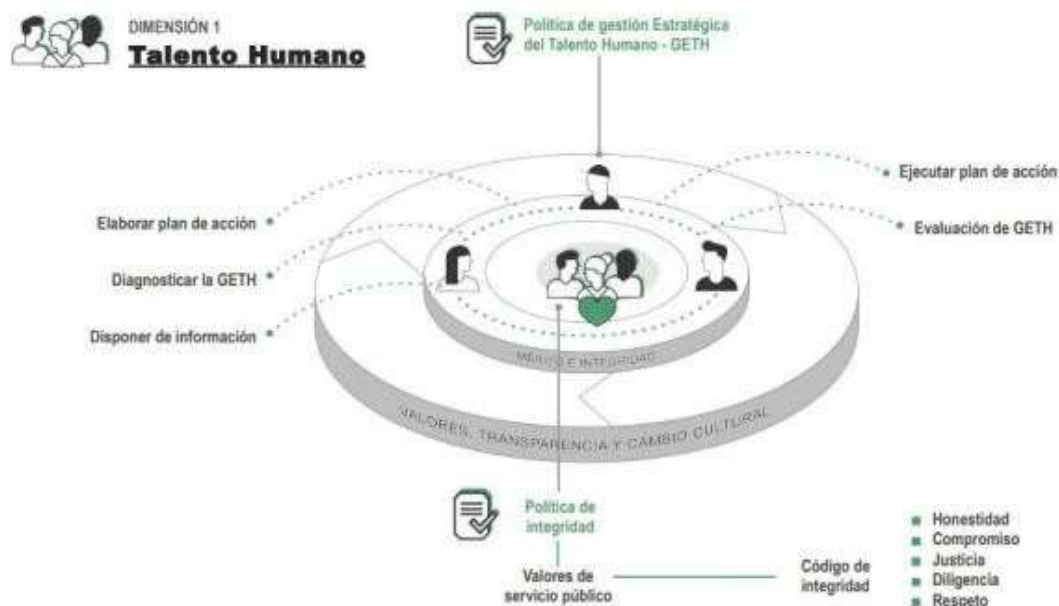 DIMENSIÓN 1
Talento Humano
Política de gestión Estratégica
del Talento Humano - GETH
Ejecutar plan de acción
Elaborar plan de acción
Evaluación de GETH
Diagnosticar la GETH
Disponer de información
MÉRITO E INTEGRIDAD
VALORES, TRANSPARENCIA Y CAMBIO CULTURAL
Política de
integridad
Valores de
servicio público
Código de
integridad
Honestidad
Compromiso
Justicia
Diligencia
Respeto